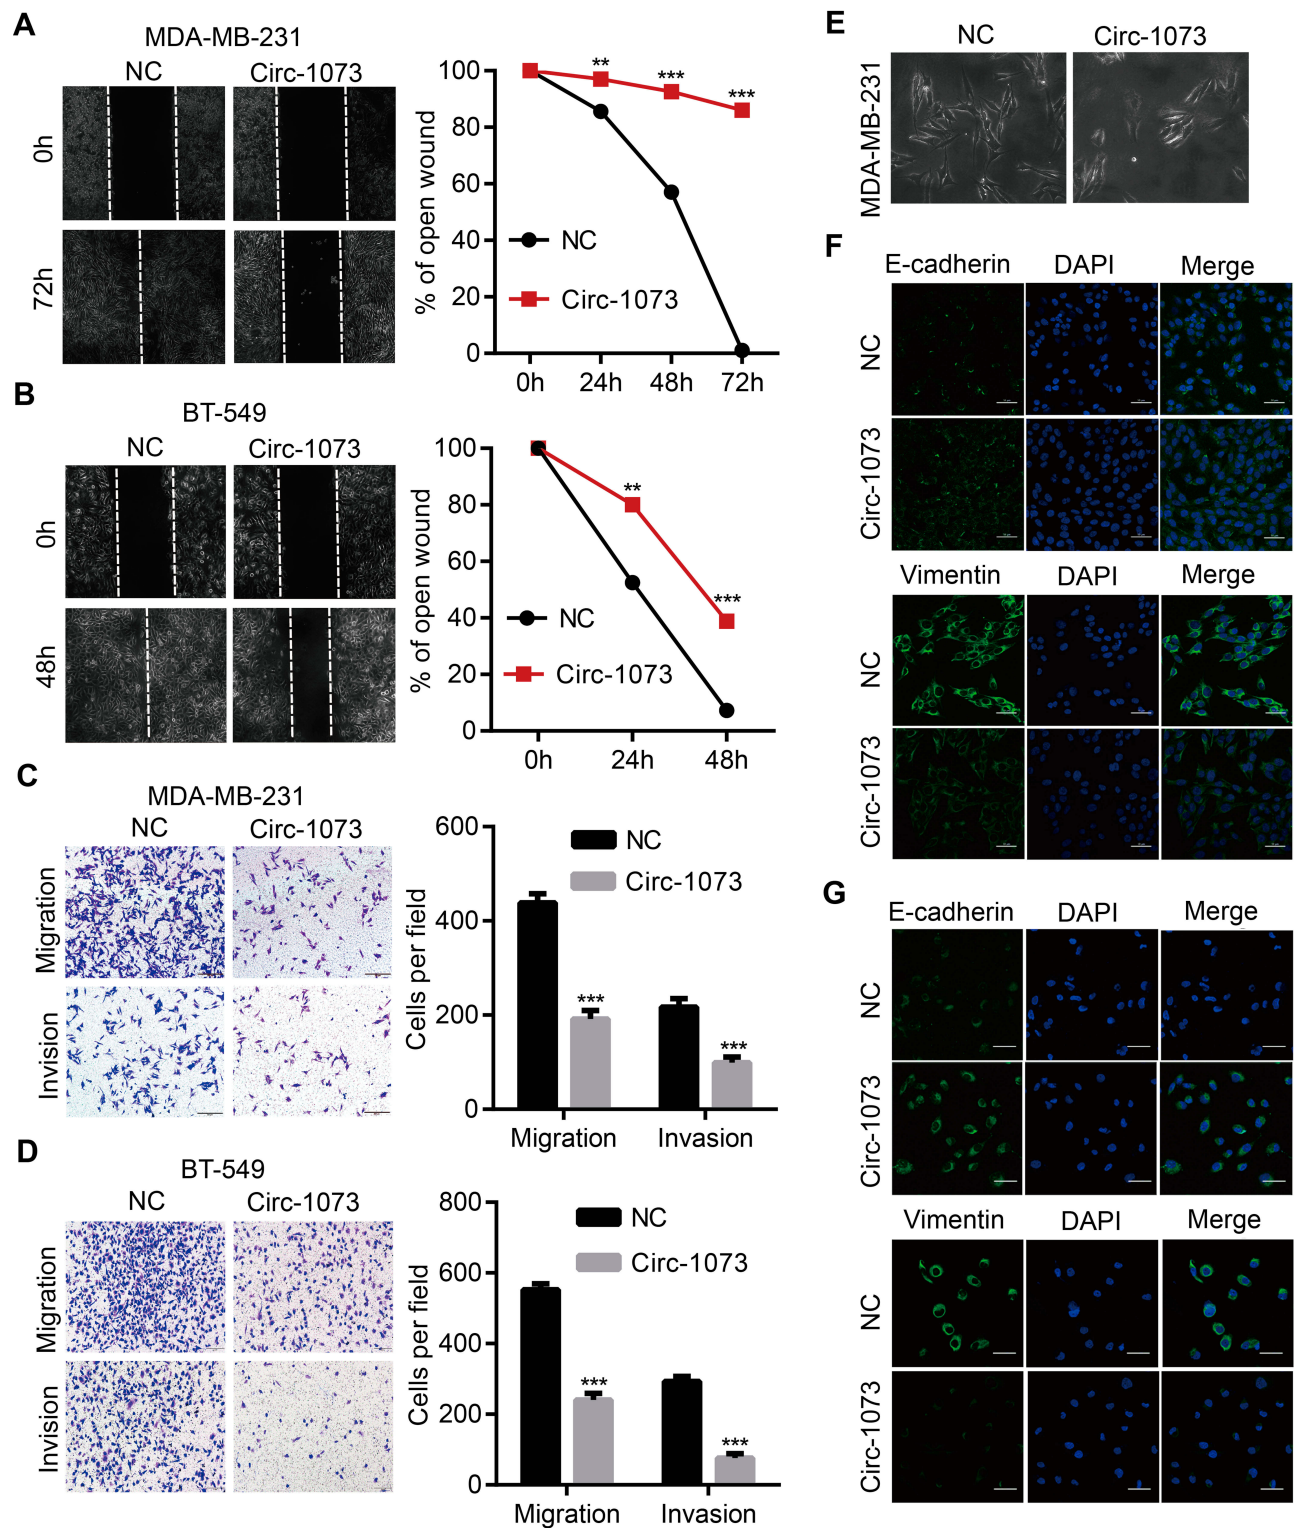 A
MDA-MB-231
NC Circ-1073
0h
72h
% of open wound
100
80
60
40
20
0
** *** ***
NC
Circ-1073
0h 24h 48h 72h
B
BT-549
NC Circ-1073
0h
48h
% of open wound
100
80
60
40
20
0
** ***
NC
Circ-1073
0h 24h 48h
C
MDA-MB-231
NC Circ-1073
Migration
Invision
Cells per field
600
400
200
0
NC
Circ-1073
*** ***
Migration Invasion
D
BT-549
NC Circ-1073
Migration
Invision
Cells per field
800
600
400
200
0
NC
Circ-1073
*** ***
Migration Invasion
E
NC Circ-1073
MDA-MB-231
F
E-cadherin DAPI Merge
NC
Circ-1073
Vimentin DAPI Merge
NC
Circ-1073
G
E-cadherin DAPI Merge
NC
Circ-1073
Vimentin DAPI Merge
NC
Circ-1073